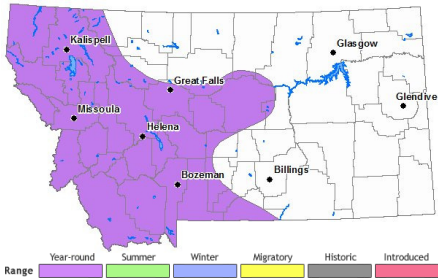 Kalispell
Glasgow
Great Falls
Glendive
Missoula
Helena
Billings
Bozeman
Range Year-round Summer Winter Migratory Historic Introduced